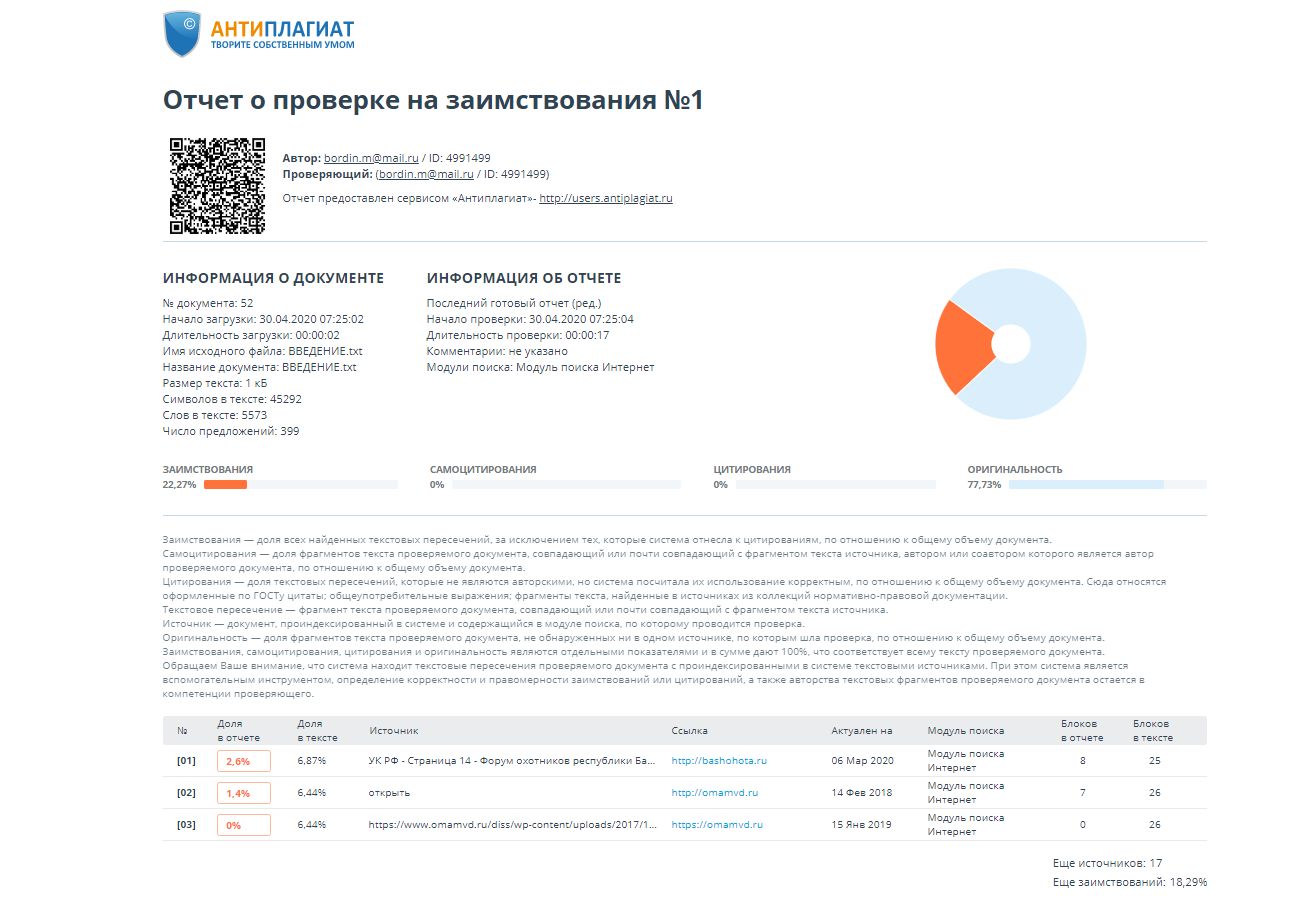 ©
АНТИПЛАГИАТ
ТВОРИТЕ СОБСТВЕННЫМ УМОМ
Отчет о проверке на заимствования №1
Автор: bordin.m@mail.ru / ID: 4991499
Проверяющий: (bordin.m@mail.ru / ID: 4991499)
Отчет предоставлен сервисом «Антиплагиат»- http://users.antiplagiat.ru
ИНФОРМАЦИЯ О ДОКУМЕНТЕ
№ документа: 52
Начало загрузки: 30.04.2020 07:25:02
Длительность загрузки: 00:00:02
Имя исходного файла: ВВЕДЕНИЕ.txt
Название документа: ВВЕДЕНИЕ.txt
Размер текста: 1 кБ
Символов в тексте: 45292
Слов в тексте: 5573
Число предложений: 399
ИНФОРМАЦИЯ ОБ ОТЧЕТЕ
Последний готовый отчет (ред.)
Начало проверки: 30.04.2020 07:25:04
Длительность проверки: 00:00:17
Комментарии: не указано
Модули поиска: Модуль поиска Интернет
ЗАИМСТВОВАНИЯ
22,27%
САМОЦИТИРОВАНИЯ
0%
ЦИТИРОВАНИЯ
0%
ОРИГИНАЛЬНОСТЬ
77,73%
Заимствования — доля всех найденных текстовых пересечений, за исключением тех, которые система отнесла к цитированиям, по отношению к общему объему документа.
Самоцитирования — доля фрагментов текста проверяемого документа, совпадающий или почти совпадающий с фрагментом текста источника, автором или соавтором которого является автор
проверяемого документа, по отношению к общему объему документа.
Цитирования — доля текстовых пересечений, которые не являются авторскими, но система посчитала их использование корректным, по отношению к общему объему документа. Сюда относятся
оформленные по ГОСТу цитаты; общеупотребительные выражения; фрагменты текста, найденные в источниках из коллекций нормативно-правовой документации.
Текстовое пересечение — фрагмент текста проверяемого документа, совпадающий или почти совпадающий с фрагментом текста источника.
Источник — документ, проиндексированный в системе и содержащийся в модуле поиска, по которому проводится проверка.
Оригинальность — доля фрагментов текста проверяемого документа, не обнаруженных ни в одном источнике, по которым шла проверка, по отношению к общему объему документа.
Заимствования, самоцитирования, цитирования и оригинальность являются отдельными показателями и в сумме дают 100%, что соответствует всему тексту проверяемого документа.
Обращаем Ваше внимание, что система находит текстовые пересечения проверяемого документа с проиндексированными в системе текстовыми источниками. При этом система является
вспомогательным инструментом, определение корректности и правомерности заимствований или цитирований, а также авторства текстовых фрагментов проверяемого документа остается в
компетенции проверяющего.
№ Доля в отчете Доля в тексте Источник Ссылка Актуален на Модуль поиска Блоков в отчете Блоков в тексте
[01] 2,6% 6,87% УК РФ - Страница 14 - Форум охотников республики Ба... http://bashohota.ru 06 Мар 2020 Модуль поиска Интернет 8 25
[02] 1,4% 6,44% открыть http://omamvd.ru 14 Фев 2018 Модуль поиска Интернет 7 26
[03] 0% 6,44% https://www.omamvd.ru/diss/wp-content/uploads/2017/1... https://omamvd.ru 15 Янв 2019 Модуль поиска Интернет 0 26
Еще источников: 17
Еще заимствований: 18,29%